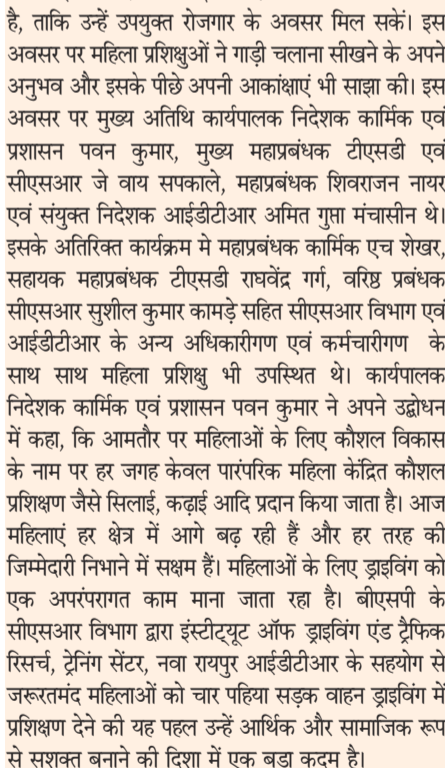 है, ताकि उन्हें उपयुक्त रोजगार के अवसर मिल सकें। इस
अवसर पर महिला प्रशिक्षुओं ने गाड़ी चलाना सीखने के अपने
अनुभव और इसके पीछे अपनी आकांक्षाएं भी साझा की। इस
अवसर पर मुख्य अतिथि कार्यपालक निदेशक कार्मिक एवं
प्रशासन पवन कुमार, मुख्य महाप्रबंधक टीएसडी एवं
सीएसआर जे वाय सपकाले, महाप्रबंधक शिवराजन नायर
एवं संयुक्त निदेशक आईडीटीआर अमित गुप्ता मंचासीन थे।
इसके अतिरिक्त कार्यक्रम मे महाप्रबंधक कार्मिक एच शेखर,
सहायक महाप्रबंधक टीएसडी राघवेंद्र गर्ग, वरिष्ठ प्रबंधक
सीएसआर सुशील कुमार कामड़े सहित सीएसआर विभाग एवं
आईडीटीआर के अन्य अधिकारीगण एवं कर्मचारीगण के
साथ साथ महिला प्रशिक्षु भी उपस्थित थे। कार्यपालक
निदेशक कार्मिक एवं प्रशासन पवन कुमार ने अपने उद्बोधन
में कहा, कि आमतौर पर महिलाओं के लिए कौशल विकास
के नाम पर हर जगह केवल पारंपरिक महिला केंद्रित कौशल
प्रशिक्षण जैसे सिलाई, कढ़ाई आदि प्रदान किया जाता है। आज
महिलाएं हर क्षेत्र में आगे बढ़ रही हैं और हर तरह की
जिम्मेदारी निभाने में सक्षम हैं। महिलाओं के लिए ड्राइविंग को
एक अपरंपरागत काम माना जाता रहा है। बीएसपी के
सीएसआर विभाग द्वारा इंस्टीट्यूट ऑफ ड्राइविंग एंड ट्रैफिक
रिसर्च, ट्रेनिंग सेंटर, नवा रायपुर आईडीटीआर के सहयोग से
जरूरतमंद महिलाओं को चार पहिया सड़क वाहन ड्राइविंग में
प्रशिक्षण देने की यह पहल उन्हें आर्थिक और सामाजिक रूप
से सशक्त बनाने की दिशा में एक बड़ा कदम है।